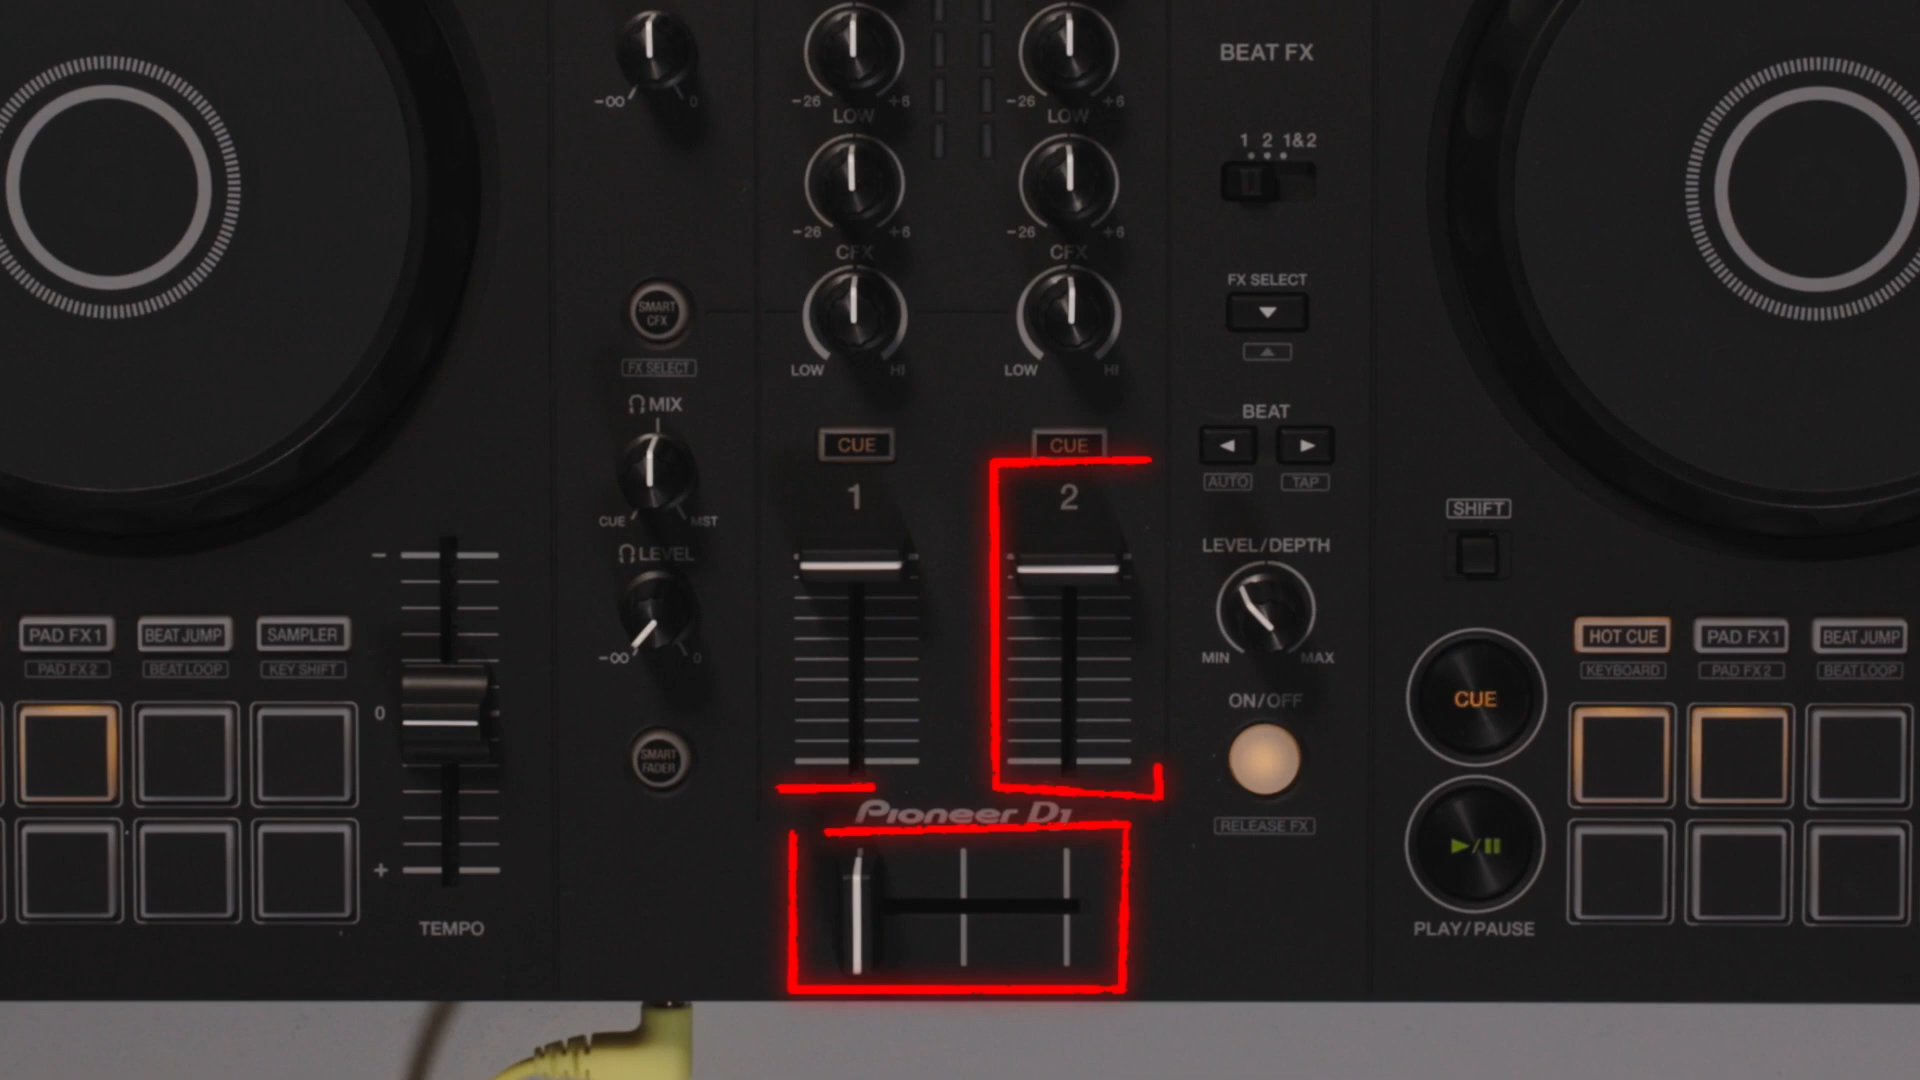 BEAT FX
-∞ 0
-26 +6
LOW
-26 +6
LOW
1 2 1&2
-26 +6
CFX
-26 +6
CFX
SMART
CFX
FX SELECT
LOW HI
LOW HI
FX SELECT
MIX
CUE MST
CUE
1
CUE
2
BEAT
AUTO TAP
SHIFT
LEVEL
-∞ 0
LEVEL/DEPTH
MIN MAX
PAD FX1 BEAT JUMP SAMPLER
PAD FX2 BEAT LOOP KEY SHIFT
-
0
+
TEMPO
SMART
FADER
ON/OFF
RELEASE FX
Pioneer DJ
CUE
PLAY/PAUSE
HOT CUE PAD FX1 BEAT JUMP
KEYBOARD PAD FX2 BEAT LOOP